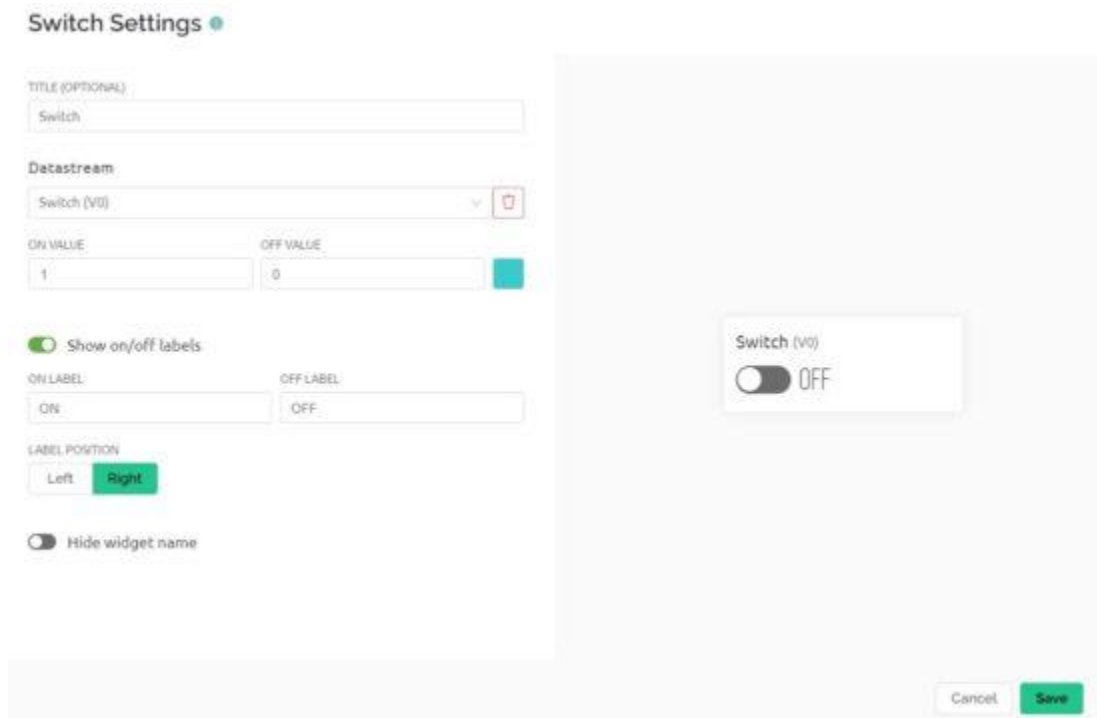 Switch Settings
TITLE (OPTIONAL)
Switch
Datastream
Switch (V0)
ON VALUE
OFF VALUE
1
0
Show on/off labels
ON LABEL
OFF LABEL
ON
OFF
LABEL POSITION
Left
Right
Hide widget name
Switch (V0)
OFF
Cancel
Save